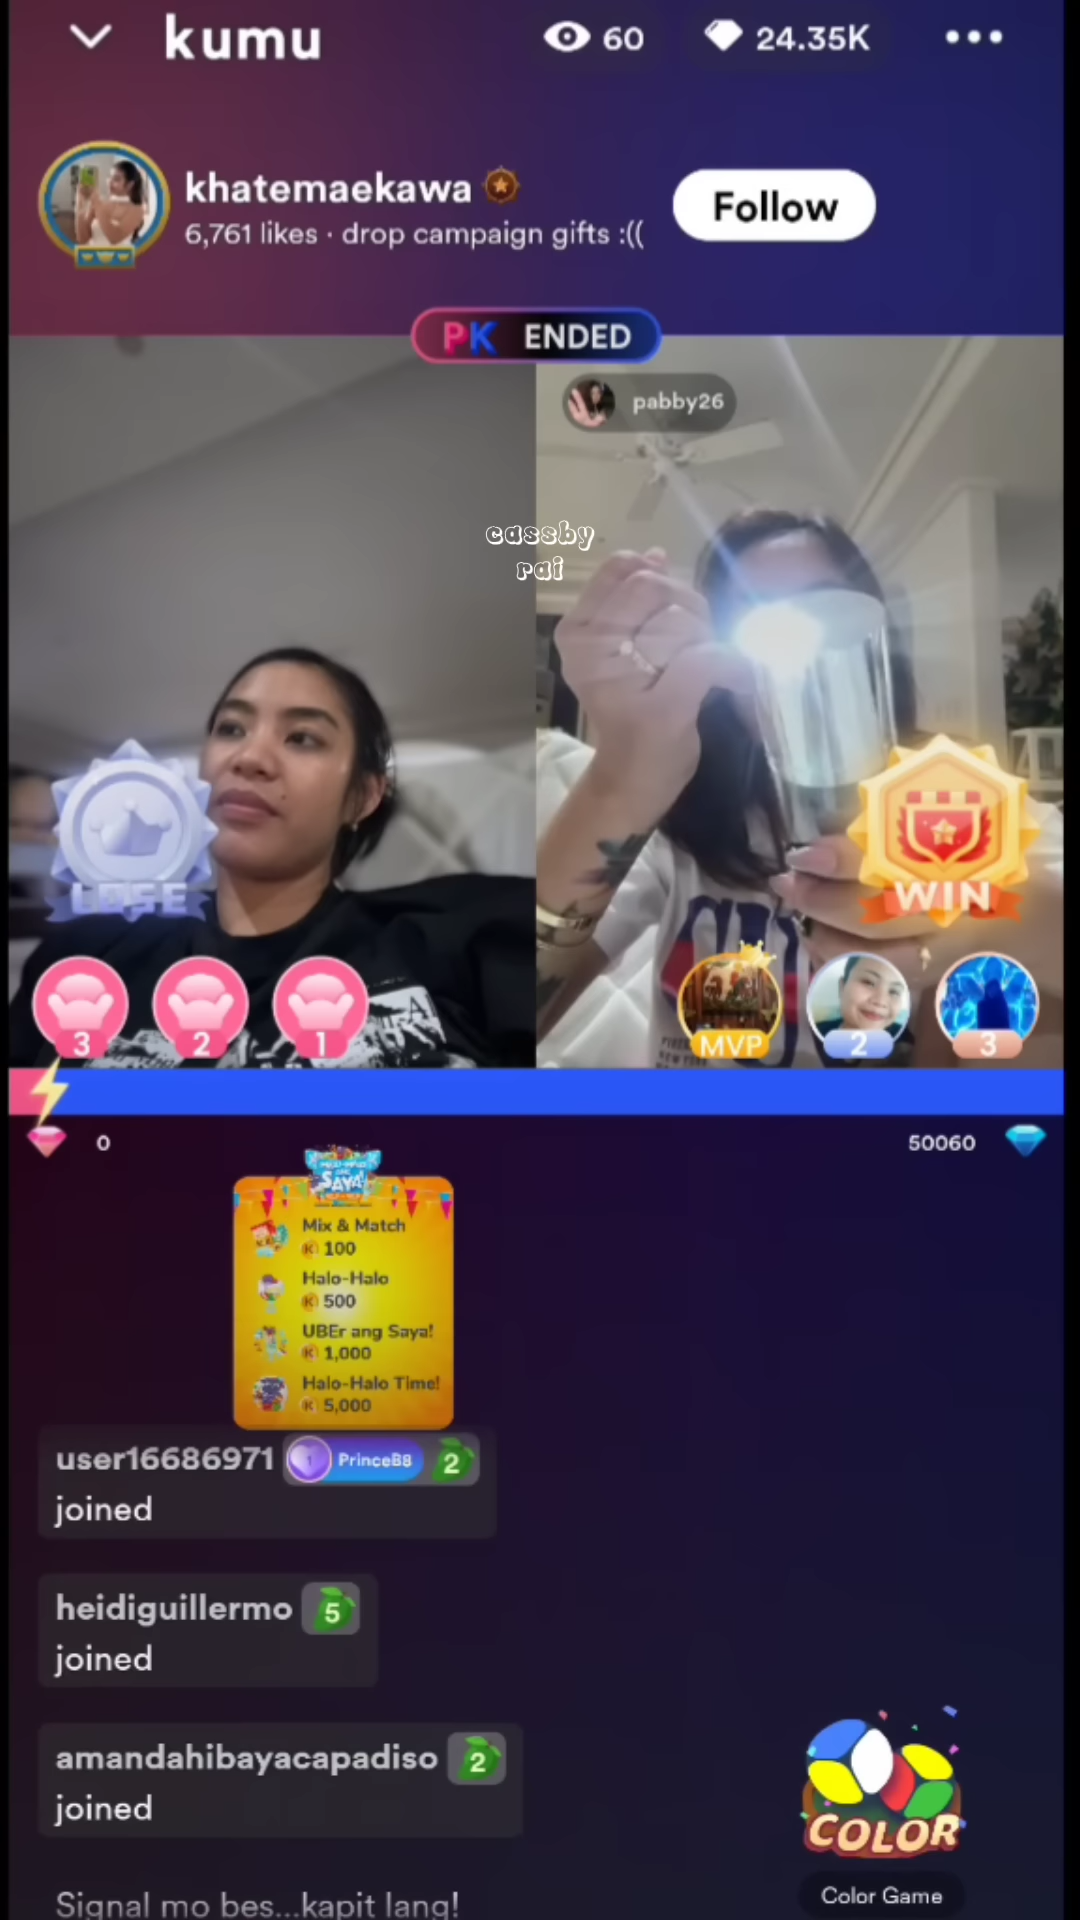 kumu
60
24.35K
khatemaekawa
6,761 likes · drop campaign gifts :((
Follow
PK ENDED
pabby26
cassby
rai
LOSE
WIN
3
2
1
MVP
2
3
0
50060
SAYA!
Mix & Match
K 100
Halo-Halo
K 500
UBEr ang Saya!
K 1,000
Halo-Halo Time!
K 5,000
user16686971 1 PrinceB8 2
joined
heidiguillermo 5
joined
amandahibayacapadiso 2
joined
COLOR
Color Game
Signal mo bes...kapit lang!